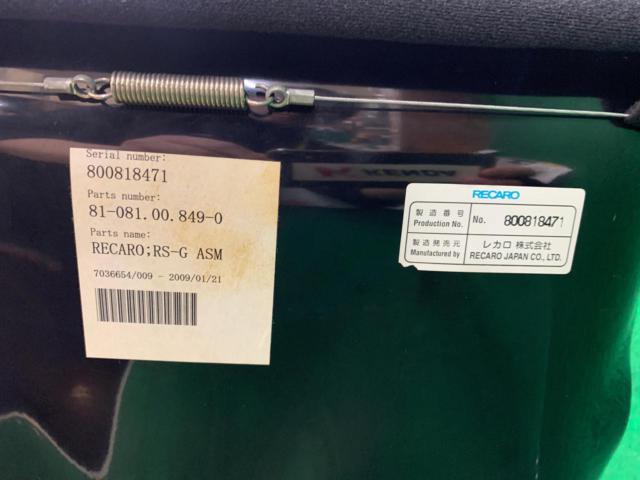 Serial number:
800818471
Parts number:
81-081.00.849-0
Parts name:
RECARO;RS-G ASM
7036654/009 - 2009/01/21
KENDA
RECARO
製造番号
Production No.
No. 800818471
製造発売元
Manufactured by
レカロ 株式会社
RECARO JAPAN CO., LTD.